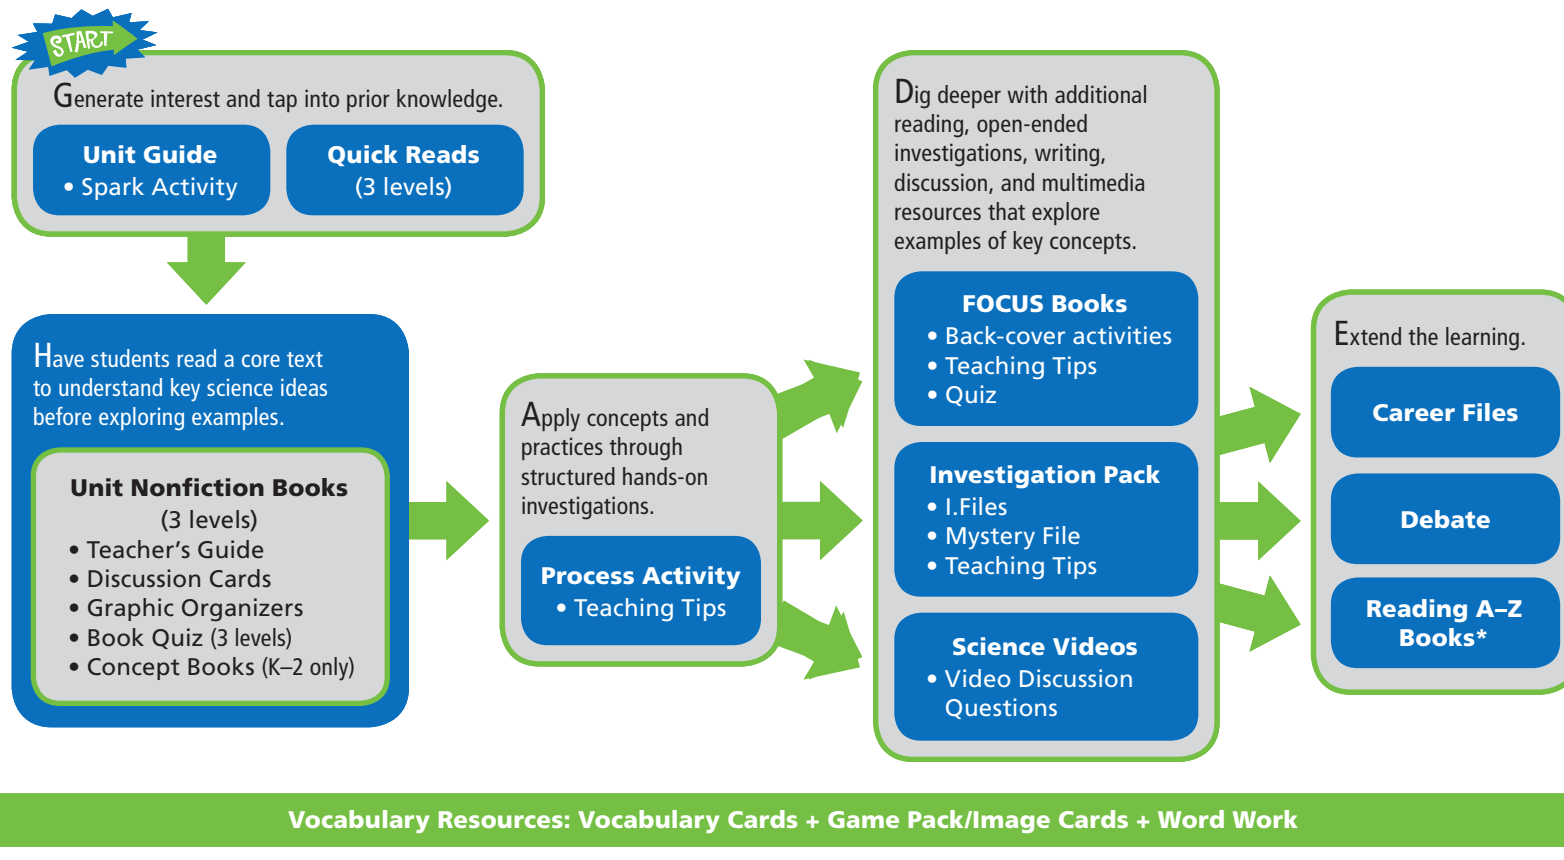 START
Generate interest and tap into prior knowledge.
Unit Guide
• Spark Activity
Quick Reads
(3 levels)
Have students read a core text
to understand key science ideas
before exploring examples.
Unit Nonfiction Books
(3 levels)
• Teacher’s Guide
• Discussion Cards
• Graphic Organizers
• Book Quiz (3 levels)
• Concept Books (K–2 only)
Apply concepts and
practices through
structured hands-on
investigations.
Process Activity
• Teaching Tips
Dig deeper with additional
reading, open-ended
investigations, writing,
discussion, and multimedia
resources that explore
examples of key concepts.
FOCUS Books
• Back-cover activities
• Teaching Tips
• Quiz
Investigation Pack
• I.Files
• Mystery File
• Teaching Tips
Science Videos
• Video Discussion
Questions
Extend the learning.
Career Files
Debate
Reading A–Z
Books*
Vocabulary Resources: Vocabulary Cards + Game Pack/Image Cards + Word Work